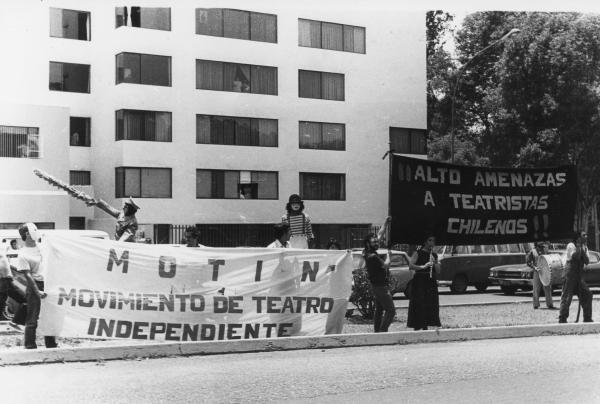 M O T I N
MOVIMIENTO DE TEATRO
INDEPENDIENTE
¡¡ALTO AMENAZAS
A TEATRISTAS
CHILENOS!!